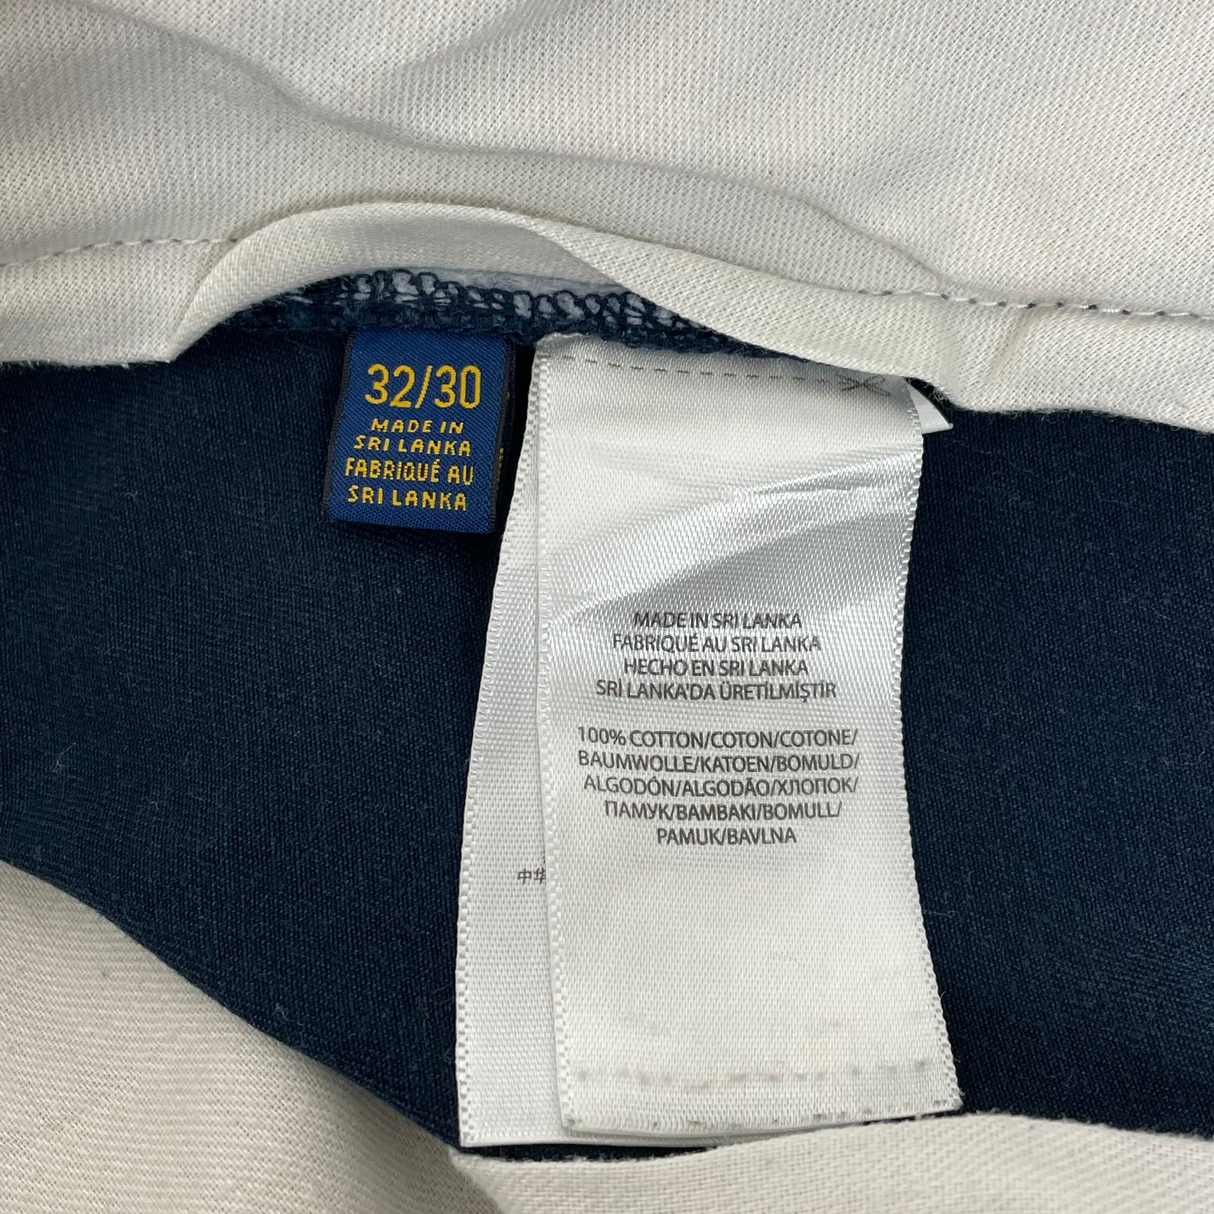 32/30
MADE IN
SRI LANKA
FABRIQUÉ AU
SRI LANKA
MADE IN SRI LANKA
FABRIQUÉ AU SRI LANKA
HECHO EN SRI LANKA
SRİ LANKA'DA ÜRETİLMİŞTİR
100% COTTON/COTON/COTONE/
BAUMWOLLE/KATOEN/BOMULD/
ALGODÓN/ALGODÃO/ХЛОПОК/
ПАМУК/ΒΑΜΒΑΚΙ/BOMULL/
PAMUK/BAVLNA
中